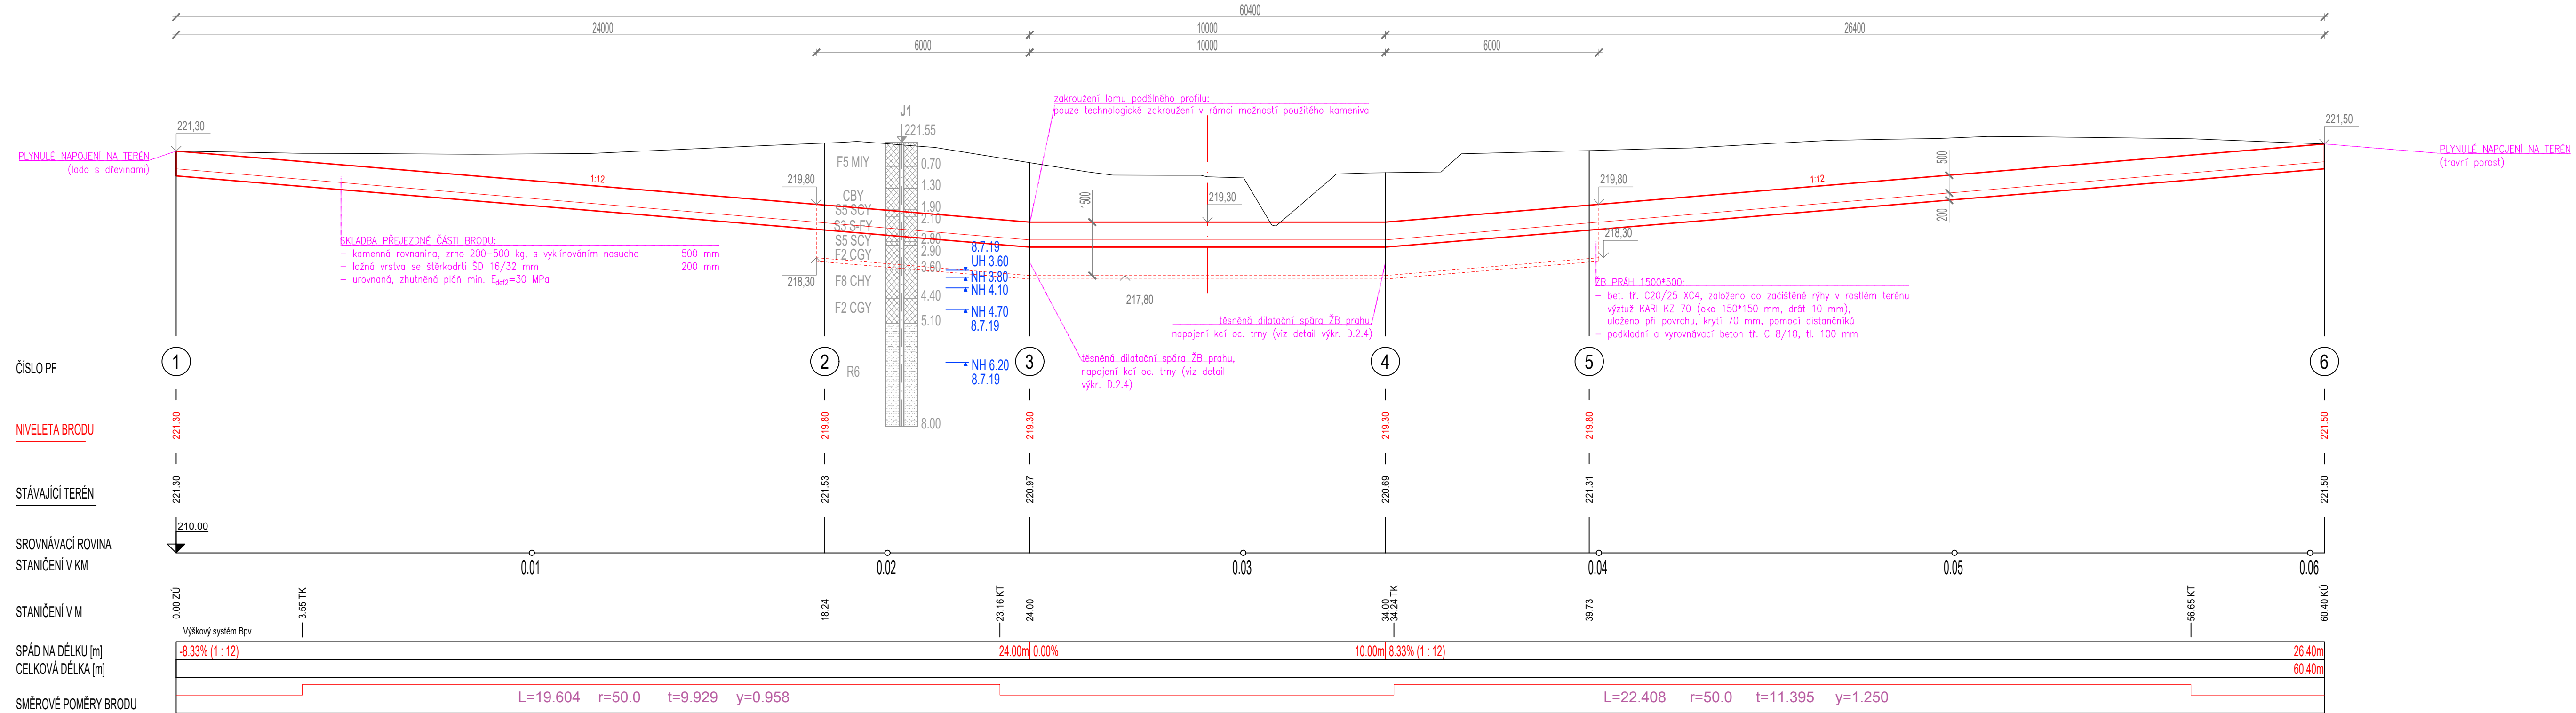 60400
24000
10000
26400
6000
10000
6000
J1
221.55
221,30
PLYNULÉ NAPOJENÍ NA TERÉN
(lado s dřevinami)
1:12
219,80
218,30
F5 MIY
CBY
S5 SCY
S3 S-FY
S5 SCY
F2 CGY
F8 CHY
F2 CGY
R6
0.70
1.30
1.90
2.10
2.80
2.90
3.60
4.40
5.10
8.00
8.7.19
UH 3.60
NH 3.80
NH 4.10
NH 4.70
8.7.19
NH 6.20
8.7.19
zakroužení lomu podélného profilu:
pouze technologické zakroužení v rámci možností použitého kameniva
1500
219,30
217,80
těsněná dilatační spára ŽB prahu,
napojení kcí oc. trny (viz detail výkr. D.2.4)
těsněná dilatační spára ŽB prahu,
napojení kcí oc. trny (viz detail
výkr. D.2.4)
SKLADBA PŘEJEZDNÉ ČÁSTI BRODU:
– kamenná rovnanina, zrno 200-500 kg, s vyklínováním nasucho 500 mm
– ložná vrstva se štěrkodrti ŠD 16/32 mm 200 mm
– urovnaná, zhutněná pláň min. Edef2=30 MPa
219,80
218,30
1:12
500
200
221,50
PLYNULÉ NAPOJENÍ NA TERÉN
(travní porost)
ŽB PRÁH 1500*500:
– bet. tř. C20/25 XC4, založeno do začištěné rýhy v rostlém terénu
– výztuž KARI KZ 70 (oko 150*150 mm, drát 10 mm),
uloženo při povrchu, krytí 70 mm, pomocí distančníků
– podkladní a vyrovnávací beton tř. C 8/10, tl. 100 mm
ČÍSLO PF 1 2 3 4 5 6
NIVELETA BRODU 221.30 219.80 219.30 219.30 219.80 221.50
STÁVAJÍCÍ TERÉN 221.30 221.53 220.97 220.69 221.31 221.50
210.00
SROVNÁVACÍ ROVINA
STANIČENÍ V KM 0.01 0.02 0.03 0.04 0.05 0.06
STANIČENÍ V M 0.00 ZÚ 3.55 TK 18.24 23.16 KT 24.00 34.00 34.24 TK 39.73 56.65 KT 60.40 KÚ
Výškový systém Bpv
SPÁD NA DÉLKU [m] -8.33% (1 : 12) 24.00m 0.00% 10.00m 8.33% (1 : 12) 26.40m
CELKOVÁ DÉLKA [m] 60.40m
SMĚROVÉ POMĚRY BRODU L=19.604 r=50.0 t=9.929 y=0.958 L=22.408 r=50.0 t=11.395 y=1.250